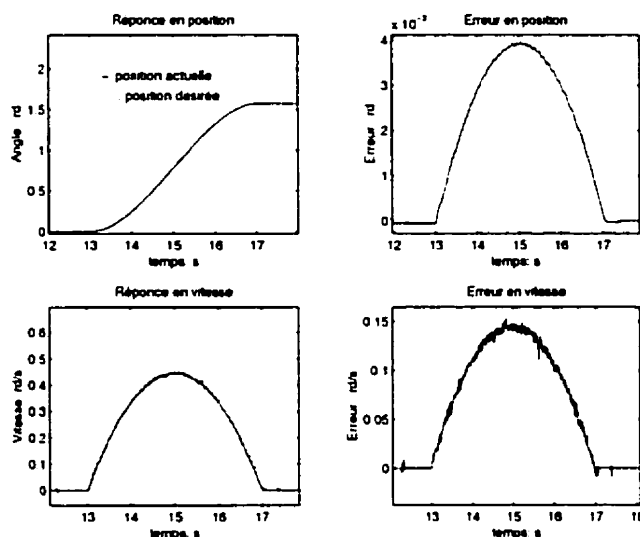 Reponce en position
2
1.5
1
0.5
0
Angle rd
- position actuelle
position désirée
12 13 14 15 16 17
temps. s
Erreur en position
x 10⁻³
4
3
2
1
0
Erreur rd
12 13 14 15 16 17
temps: s
Réponce en vitesse
0.6
0.5
0.4
0.3
0.2
0.1
0
Vitesse rd/s
13 14 15 16 17
temps, s
Erreur en vitesse
0.15
0.1
0.05
0
Erreur rd/s
13 14 15 16 17 18
temps: s